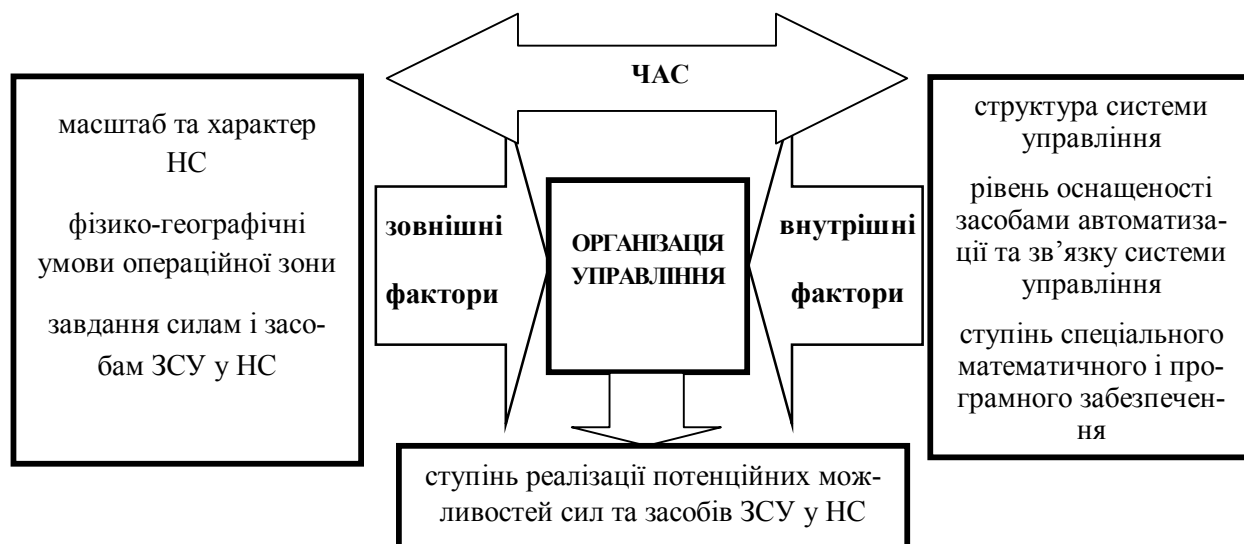 ЧАС
масштаб та характер
НС
фізико-географічні
умови операційної зони
завдання силам і засо-
бам ЗСУ у НС
зовнішні
фактори
ОРГАНІЗАЦІЯ
УПРАВЛІННЯ
внутрішні
фактори
структура системи
управління
рівень оснащеності
засобами автоматиза-
ції та зв’язку системи
управління
ступінь спеціального
математичного і про-
грамного забезпечен-
ня
ступінь реалізації потенційних мож-
ливостей сил та засобів ЗСУ у НС